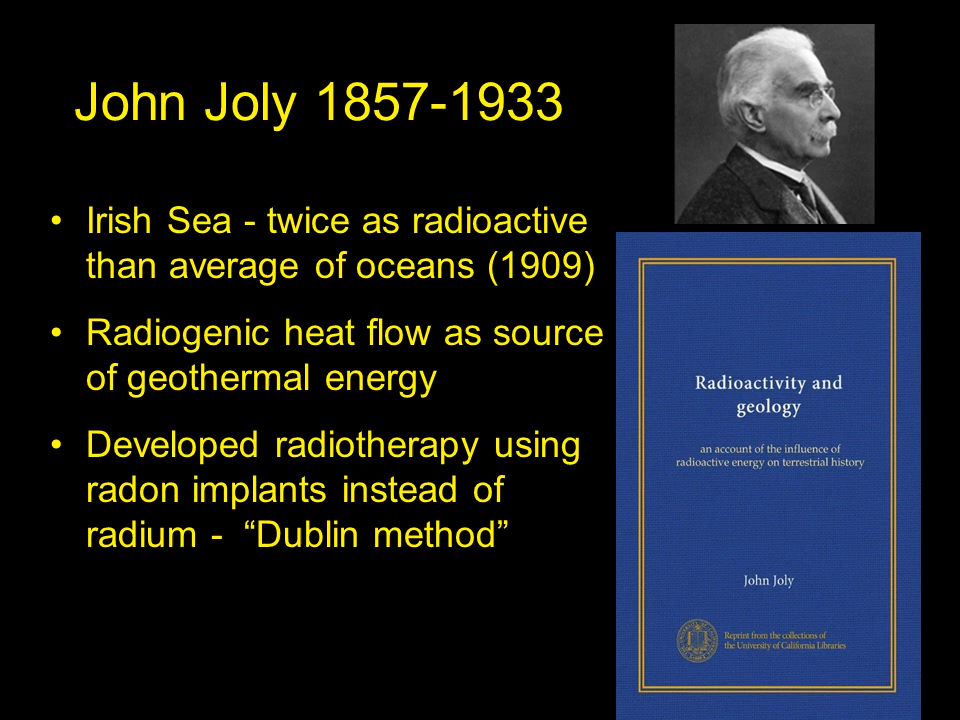 John Joly 1857-1933
• Irish Sea - twice as radioactive
than average of oceans (1909)
• Radiogenic heat flow as source
of geothermal energy
• Developed radiotherapy using
radon implants instead of
radium - “Dublin method”
Radioactivity and
geology
an account of the influence of
radioactive energy on terrestrial history
John Joly
Reprint from the collections of
the University of California Libraries